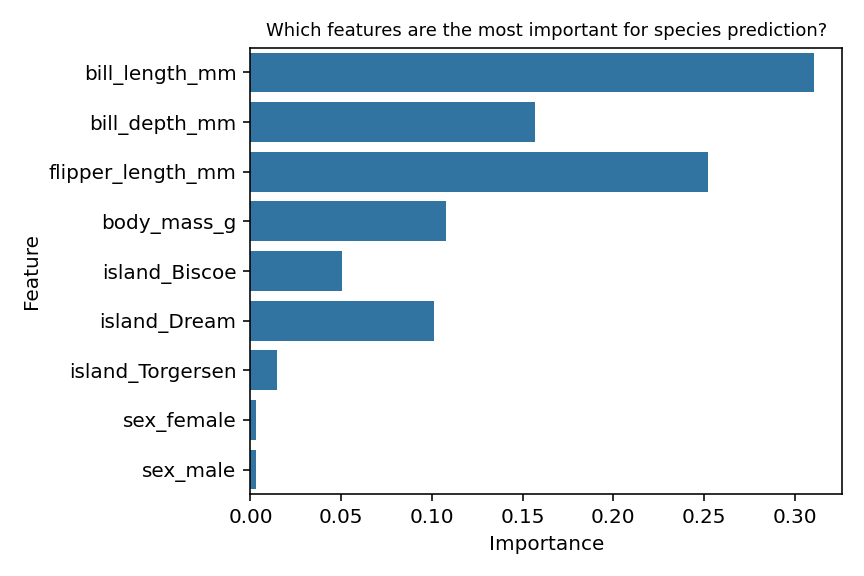 Which features are the most important for species prediction?
bill_length_mm
bill_depth_mm
flipper_length_mm
body_mass_g
island_Biscoe
island_Dream
island_Torgersen
sex_female
sex_male
Feature
0.00 0.05 0.10 0.15 0.20 0.25 0.30
Importance